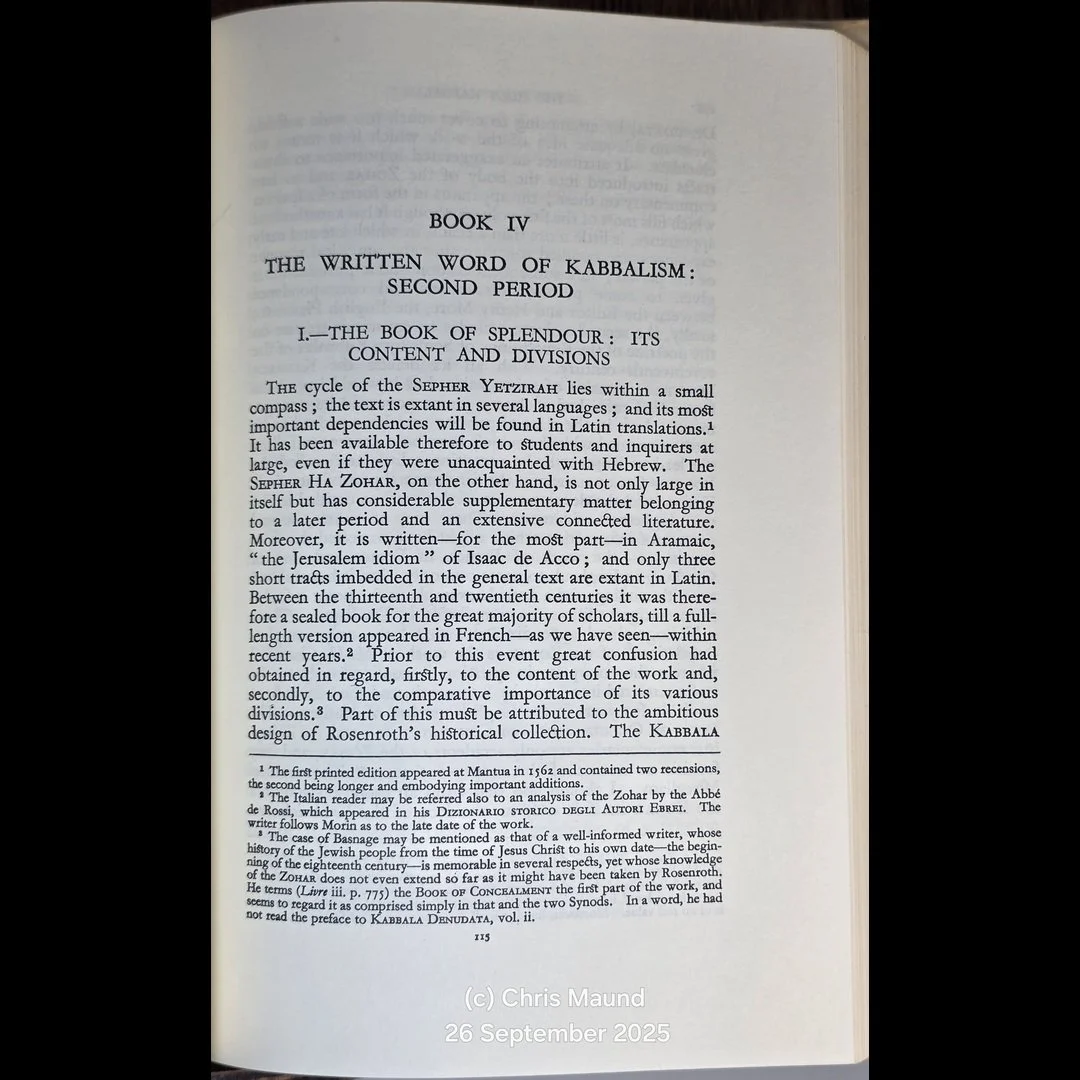 BOOK IV
THE WRITTEN WORD OF KABBALISM:
SECOND PERIOD
I.—THE BOOK OF SPLENDOUR: ITS
CONTENT AND DIVISIONS
THE cycle of the SEPHER YETZIRAH lies within a small
compass; the text is extant in several languages; and its most
important dependencies will be found in Latin translations.¹
It has been available therefore to students and inquirers at
large, even if they were unacquainted with Hebrew. The
SEPHER HA ZOHAR, on the other hand, is not only large in
itself but has considerable supplementary matter belonging
to a later period and an extensive connected literature.
Moreover, it is written—for the most part—in Aramaic,
“the Jerusalem idiom” of Isaac de Acco; and only three
short tracts imbedded in the general text are extant in Latin.
Between the thirteenth and twentieth centuries it was there-
fore a sealed book for the great majority of scholars, till a full-
length version appeared in French—as we have seen—within
recent years.² Prior to this event great confusion had
obtained in regard, firstly, to the content of the work and,
secondly, to the comparative importance of its various
divisions.³ Part of this must be attributed to the ambitious
design of Rosenroth's historical collection. The KABBALA
¹ The first printed edition appeared at Mantua in 1562 and contained two recensions,
the second being longer and embodying important additions.
² The Italian reader may be referred also to an analysis of the Zohar by the Abbé
de Rossi, which appeared in his DIZIONARIO STORICO DEGLI AUTORI EBREI. The
writer follows Morin as to the late date of the work.
³ The case of Basnage may be mentioned as that of a well-informed writer, whose
history of the Jewish people from the time of Jesus Christ to his own date—the begin-
ning of the eighteenth century—is memorable in several respects, yet whose knowledge
of the ZOHAR does not even extend so far as it might have been taken by Rosenroth.
He terms (Livre iii. p. 775) the BOOK OF CONCEALMENT the first part of the work, and
seems to regard it as comprised simply in that and the two Synods. In a word, he had
not read the preface to KABBALA DENUDATA, vol. ii.
115
(c) Chris Maund
26 September 2025